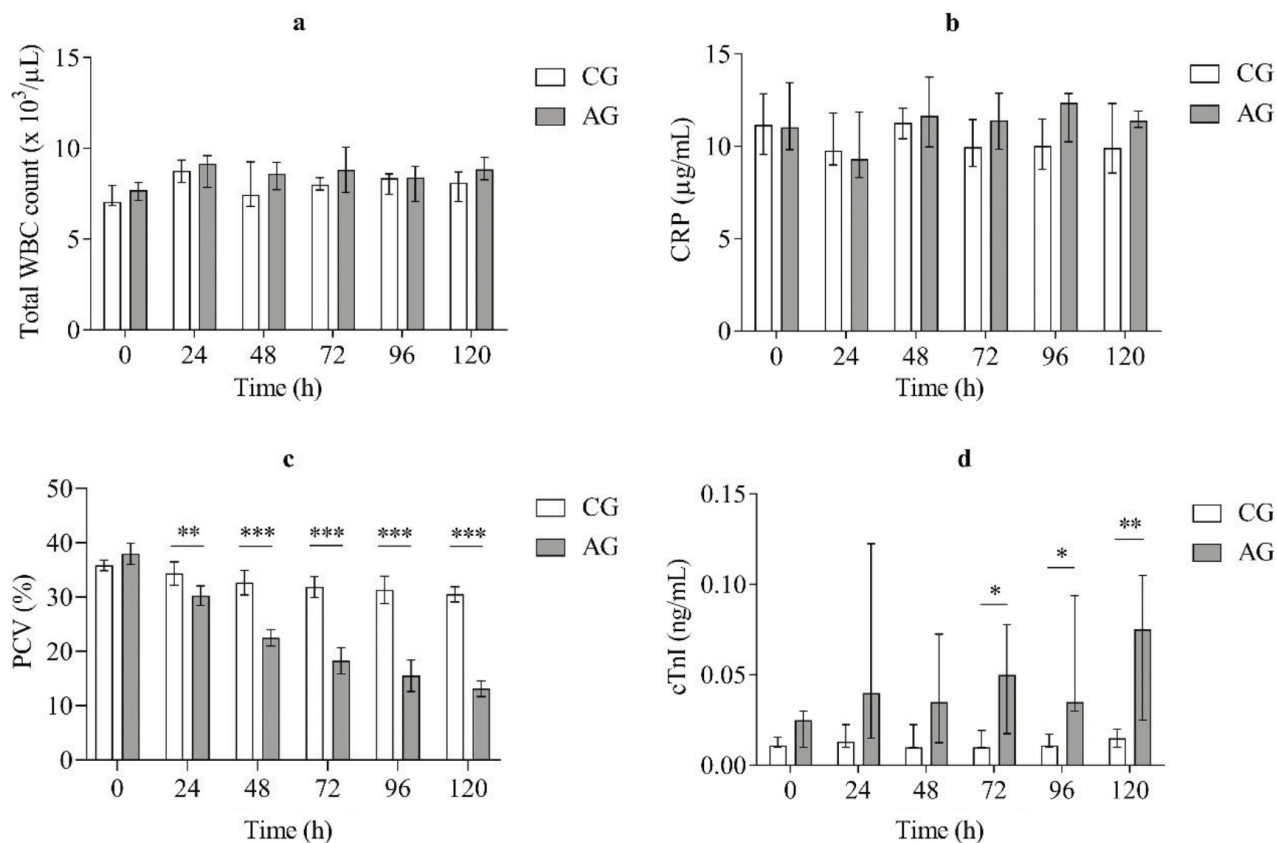 a
15
10
5
0
Total WBC count (x 10³/µL)
0 24 48 72 96 120
Time (h)
CG
AG
b
15
10
5
0
CRP (µg/mL)
0 24 48 72 96 120
Time (h)
CG
AG
c
50
40
30
20
10
0
PCV (%)
** *** *** *** ***
0 24 48 72 96 120
Time (h)
CG
AG
d
0.15
0.10
0.05
0.00
cTnI (ng/mL)
* * **
0 24 48 72 96 120
Time (h)
CG
AG